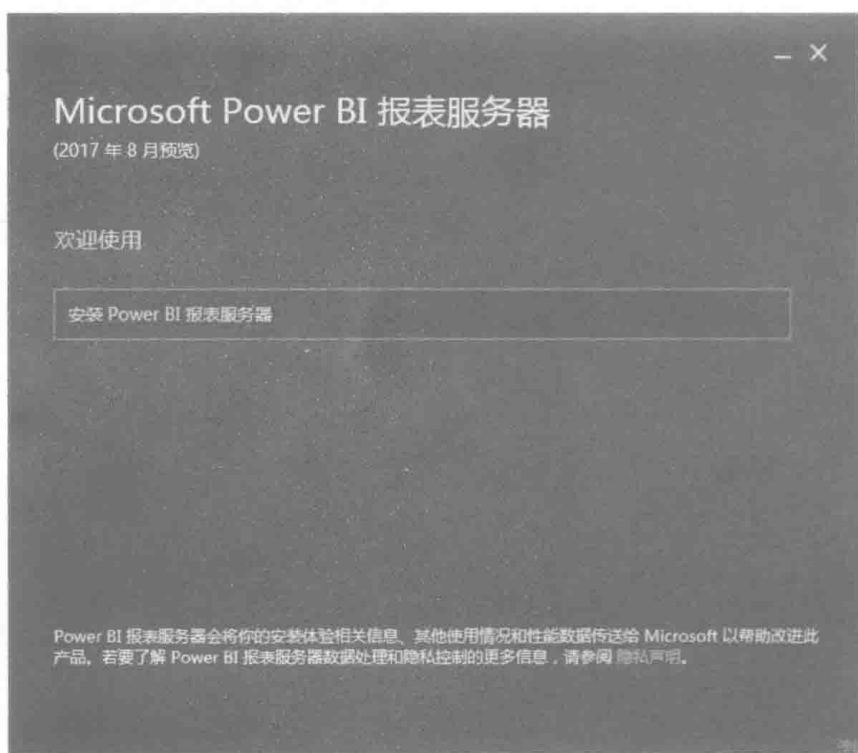 Microsoft Power BI 报表服务器
(2017 年 8 月预览)
欢迎使用
安装 Power BI 报表服务器
Power BI 报表服务器会将你的安装体验相关信息、其他使用情况和性能数据传送给 Microsoft 以帮助改进此
产品。若要了解 Power BI 报表服务器数据处理和隐私控制的更多信息，请参阅 隐私声明。